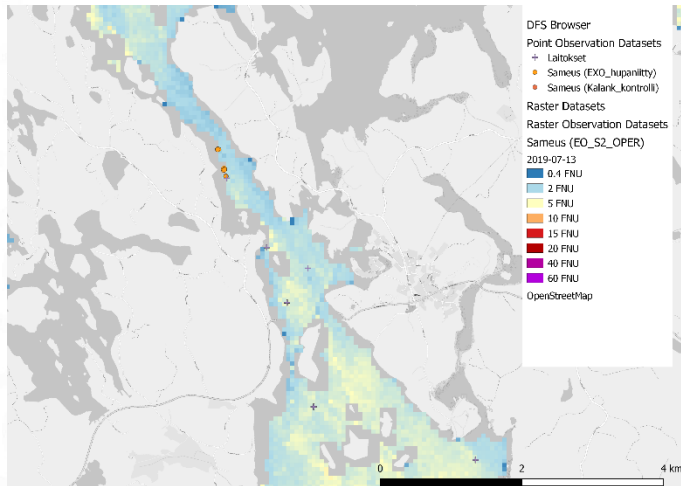 DFS Browser
Point Observation Datasets
Laitokset
Sameus (EXO_hupaniitty)
Sameus (Kalank_kontrolli)
Raster Datasets
Raster Observation Datasets
Sameus (EO_S2_OPER)
2019-07-13
0.4 FNU
2 FNU
5 FNU
10 FNU
15 FNU
20 FNU
40 FNU
60 FNU
OpenStreetMap
0 2 4 km